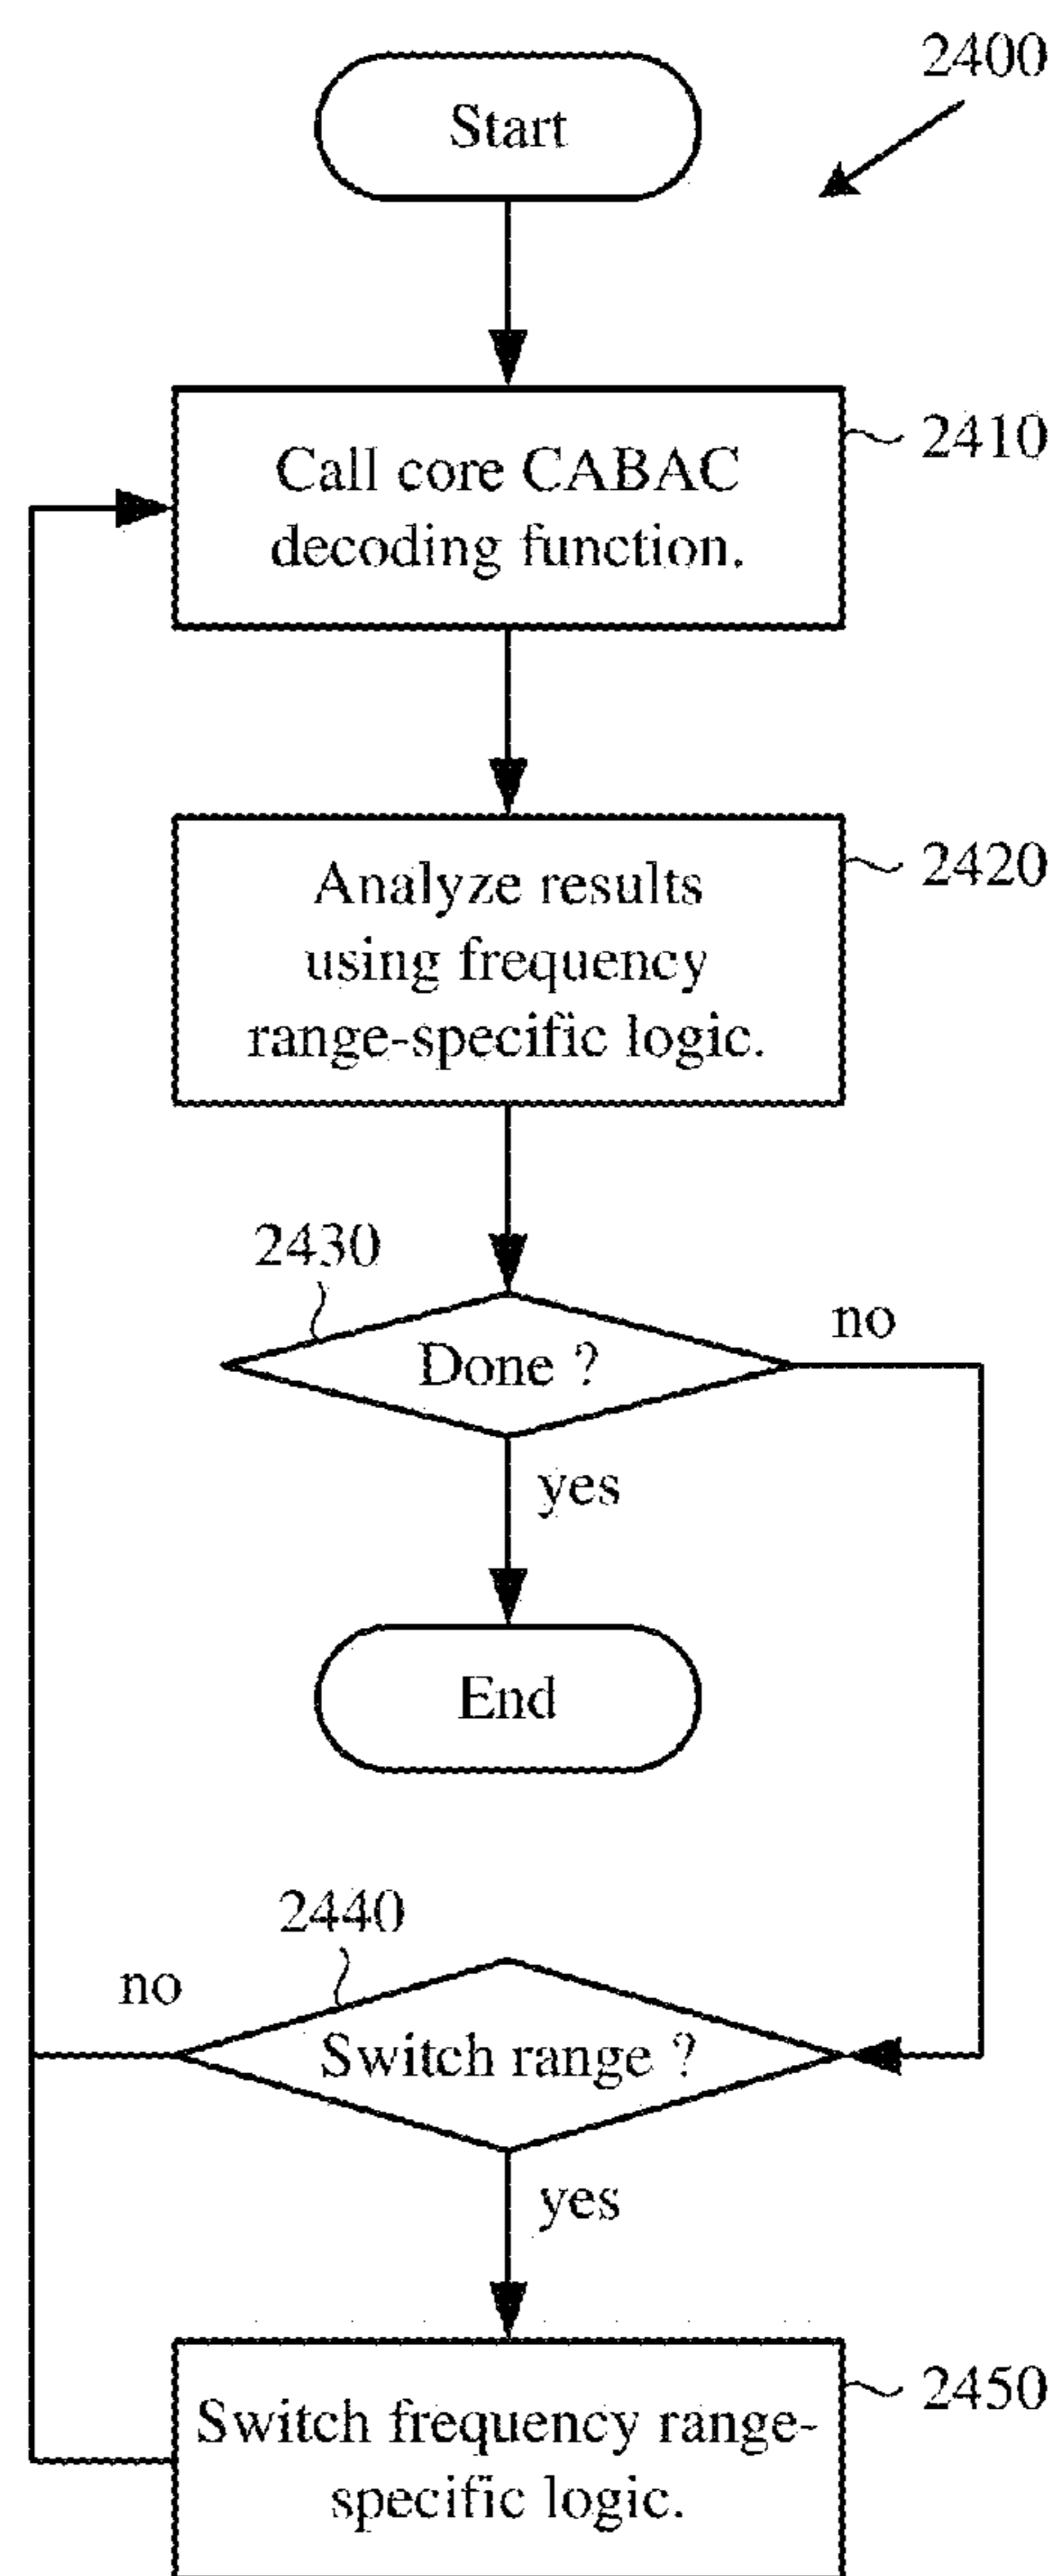 2400
Start
Call core CABAC
decoding function.
2410
Analyze results
using frequency
range-specific logic.
2420
2430
Done ?
no
yes
End
2440
no
Switch range ?
yes
Switch frequency range-
specific logic.
2450